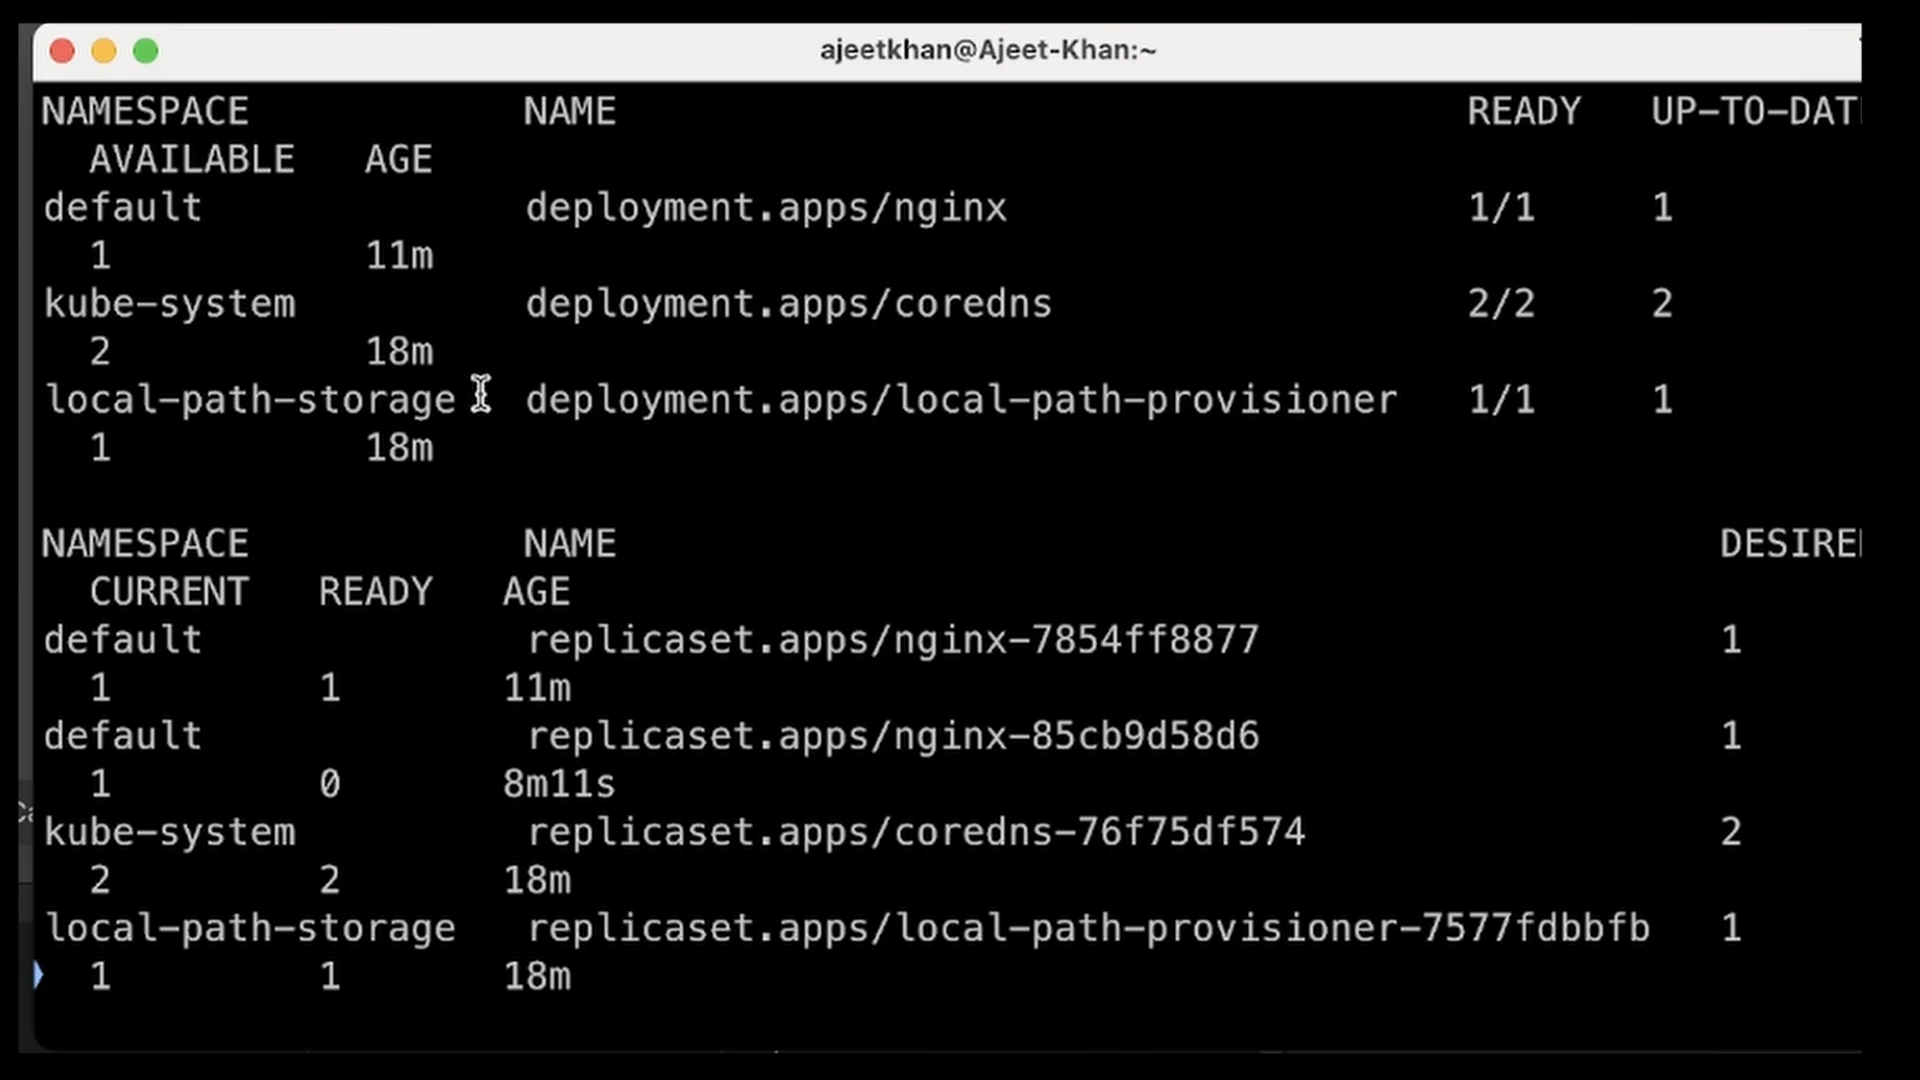 ajeetkhan@Ajeet-Khan:~
NAMESPACE NAME READY UP-TO-DAT
AVAILABLE AGE
default deployment.apps/nginx 1/1 1
1 11m
kube-system deployment.apps/coredns 2/2 2
2 18m
local-path-storage deployment.apps/local-path-provisioner 1/1 1
1 18m
NAMESPACE NAME DESIRE
CURRENT READY AGE
default replicaset.apps/nginx-7854ff8877 1
1 1 11m
default replicaset.apps/nginx-85cb9d58d6 1
1 0 8m11s
kube-system replicaset.apps/coredns-76f75df574 2
2 2 18m
local-path-storage replicaset.apps/local-path-provisioner-7577fdbbfb 1
1 1 18m